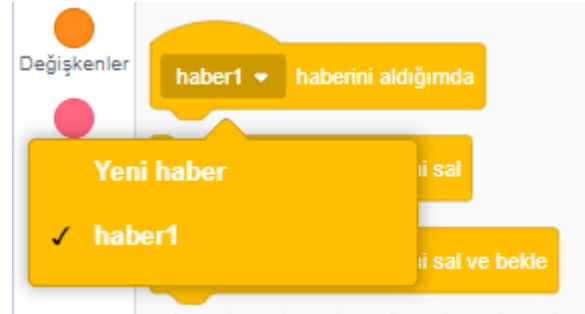 Değişkenler
haber1 haberini aldığımda
Yeni haber
haber1
sal
sal ve bekle